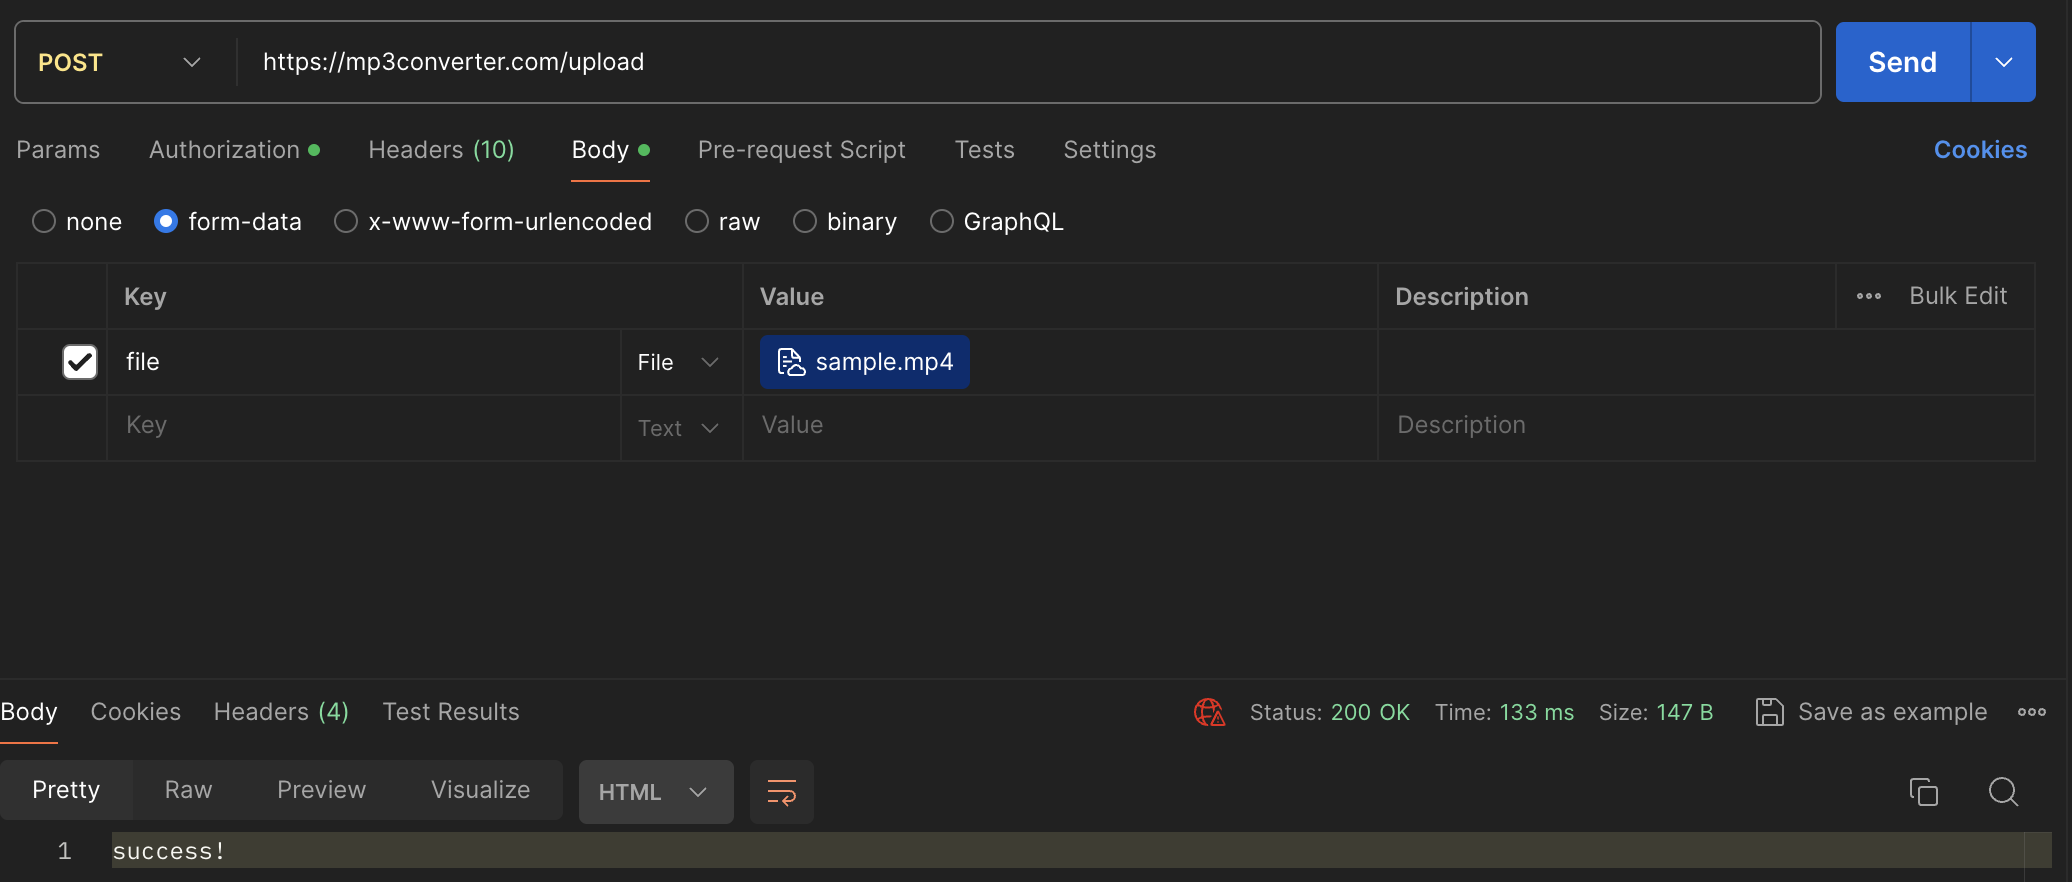 POST https://mp3converter.com/upload Send
Params Authorization Headers (10) Body Pre-request Script Tests Settings Cookies
none form-data x-www-form-urlencoded raw binary GraphQL
Key Value Description Bulk Edit
file File sample.mp4
Key Text Value Description
Body Cookies Headers (4) Test Results Status: 200 OK Time: 133 ms Size: 147 B Save as example
Pretty Raw Preview Visualize HTML
1 success!